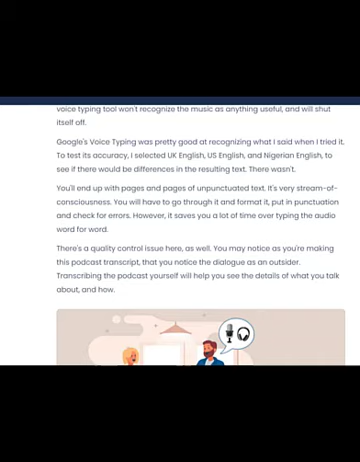 voice typing tool won't recognize the music as anything useful, and will shut
itself off.
Google's Voice Typing was pretty good at recognizing what I said when I tried it.
To test its accuracy, I selected UK English, US English, and Nigerian English, to
see if there would be differences in the resulting text. There wasn't.
You'll end up with pages and pages of unpunctuated text. It's very stream-of-
consciousness. You will have to go through it and format it, put in punctuation
and check for errors. However, it saves you a lot of time over typing the audio
word for word.
There's a quality control issue here, as well. You may notice as you're making
this podcast transcript, that you notice the dialogue as an outsider.
Transcribing the podcast yourself will help you see the details of what you talk
about, and how.